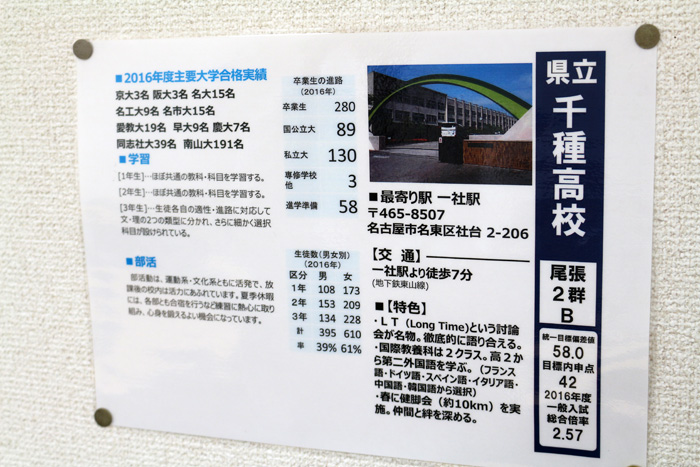 ■2016年度主要大学合格実績
京大3名 阪大3名 名大15名
名工大9名 名市大15名
愛教大19名 早大9名 慶大7名
同志社大39名 南山大191名
■学習
[1年生]…ほぼ共通の教科・科目を学習する。
[2年生]…ほぼ共通の教科・科目を学習する。
[3年生]…生徒各自の適性・進路に対応して
文・理の2つの類型に分かれ、さらに細かく選択
科目が設けられている。
■部活
部活動は、運動系・文化系ともに活発で、放
課後の校内は活力にあふれています。夏季休暇
には、各部とも合宿を行うなど練習に熱心に取り
組み、心身を鍛えるよい機会になっています。
卒業生の進路
(2016年)
卒業生 280
国公立大 89
私立大 130
専修学校
他 3
進学準備 58
生徒数(男女別)
(2016年)
区分 男 女
1年 108 173
2年 153 209
3年 134 228
計 395 610
率 39% 61%
■最寄り駅 一社駅
〒465-8507
名古屋市名東区社台 2-206
【交 通】
一社駅より徒歩7分
(地下鉄東山線)
■【特色】
・LT(Long Time)という討論
会が名物。徹底的に語り合える。
・国際教養科は2クラス。高2か
ら第二外国語を学ぶ。(フランス
語・ドイツ語・スペイン語・イタリア語・
中国語・韓国語から選択)
・春に健脚会(約10km)を実
施。仲間と絆を深める。
県立
千種高校
尾張
2群
B
統一目標偏差値
58.0
目標内申点
42
2016年度
一般入試
総合倍率
2.57